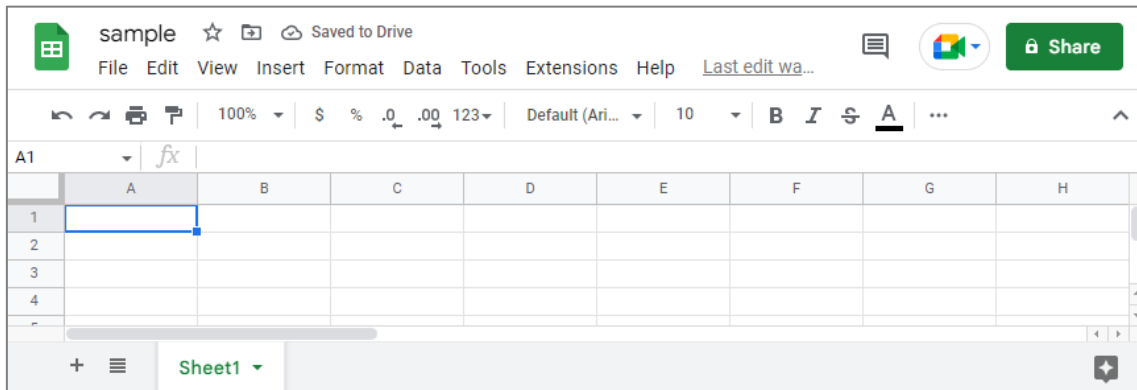 sample Saved to Drive
File Edit View Insert Format Data Tools Extensions Help Last edit wa... Share
100% $ % .0 .00 123 Default (Ari... 10 B I S A ...
A1 fx
A B C D E F G H
1
2
3
4
Sheet1